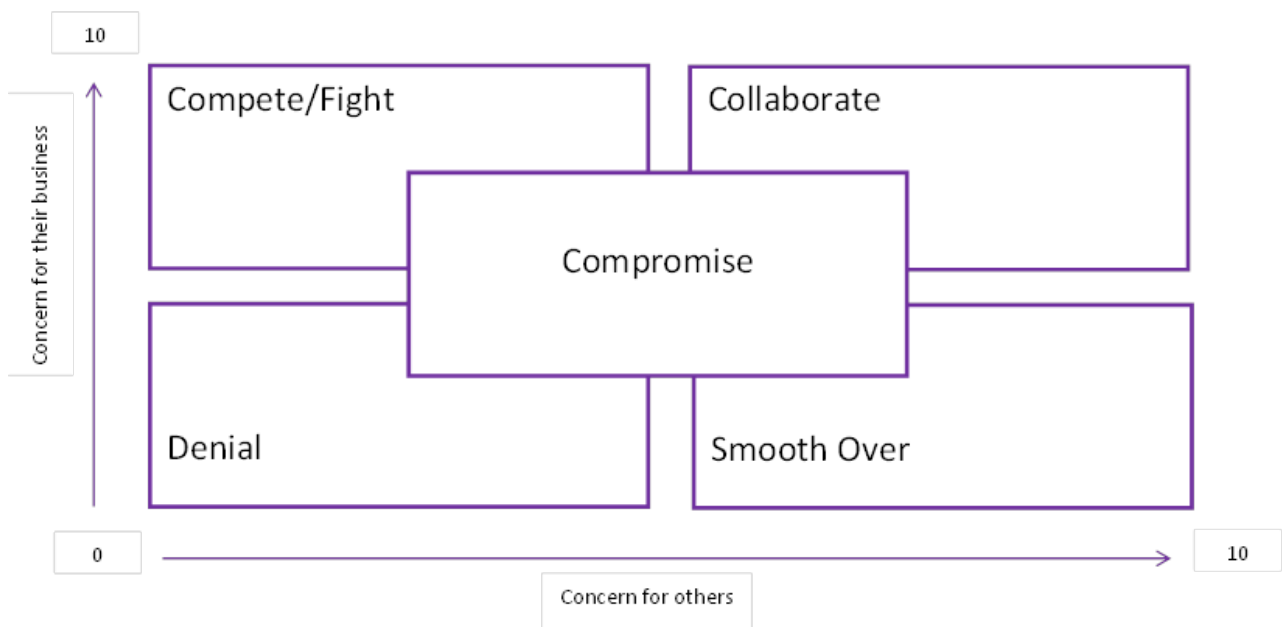 10
Compete/Fight
Collaborate
Concern for their business
Compromise
Denial
Smooth Over
0
10
Concern for others